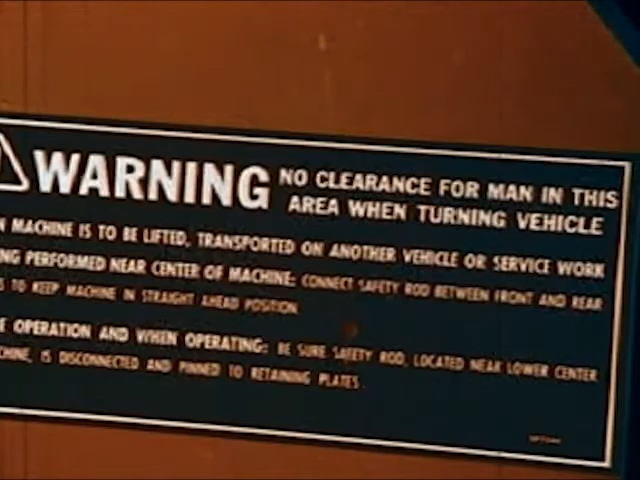 WARNING NO CLEARANCE FOR MAN IN THIS
AREA WHEN TURNING VEHICLE
MACHINE IS TO BE LIFTED, TRANSPORTED ON ANOTHER VEHICLE OR SERVICE WORK
PERFORMED NEAR CENTER OF MACHINE: CONNECT SAFETY ROD BETWEEN FRONT AND REAR
TO KEEP MACHINE IN STRAIGHT AHEAD POSITION
OPERATION AND WHEN OPERATING: BE SURE SAFETY ROD, LOCATED NEAR LOWER CENTER
IS DISCONNECTED AND PINNED TO RETAINING PLATES.